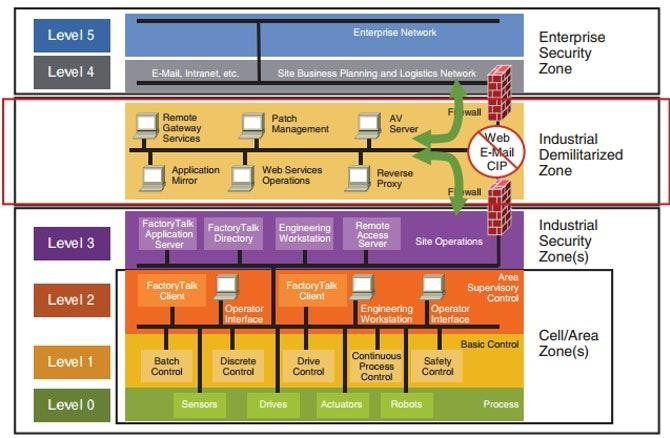 Level 5
Enterprise Network
Enterprise
Security
Zone
Level 4
E-Mail, Intranet, etc.
Site Business Planning and Logistics Network
Firewall
Remote
Gateway
Services
Patch
Management
AV
Server
Web
E-Mail
CIP
Industrial
Demilitarized
Zone
Application
Mirror
Web Services
Operations
Reverse
Proxy
Firewall
Level 3
FactoryTalk
Application
Server
FactoryTalk
Directory
Engineering
Workstation
Remote
Access
Server
Site Operations
Industrial
Security
Zone(s)
Level 2
FactoryTalk
Client
Operator
Interface
FactoryTalk
Client
Engineering
Workstation
Operator
Interface
Area
Supervisory
Control
Cell/Area
Zone(s)
Level 1
Basic Control
Batch
Control
Discrete
Control
Drive
Control
Continuous
Process
Control
Safety
Control
Level 0
Sensors
Drives
Actuators
Robots
Process